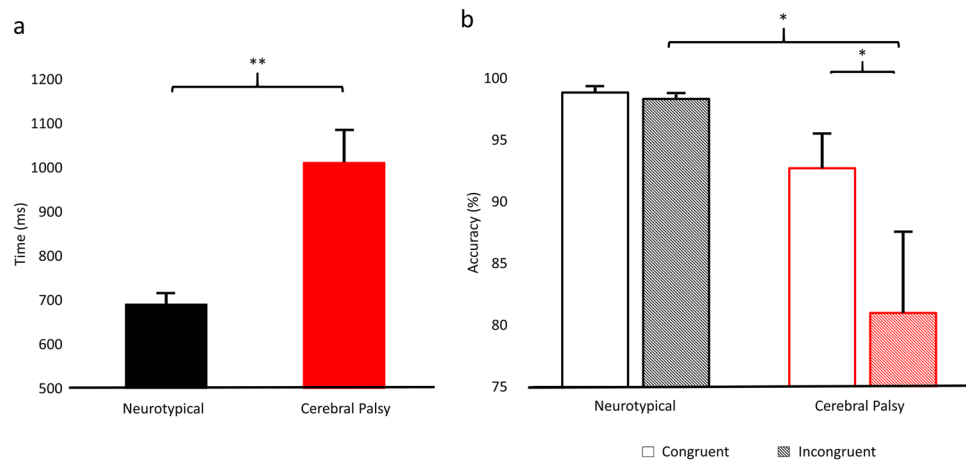 a
**
1200
1100
1000
900
800
700
600
500
Time (ms)
Neurotypical
Cerebral Palsy
b
*
*
100
95
90
85
80
75
Accuracy (%)
Neurotypical
Cerebral Palsy
Congruent
Incongruent